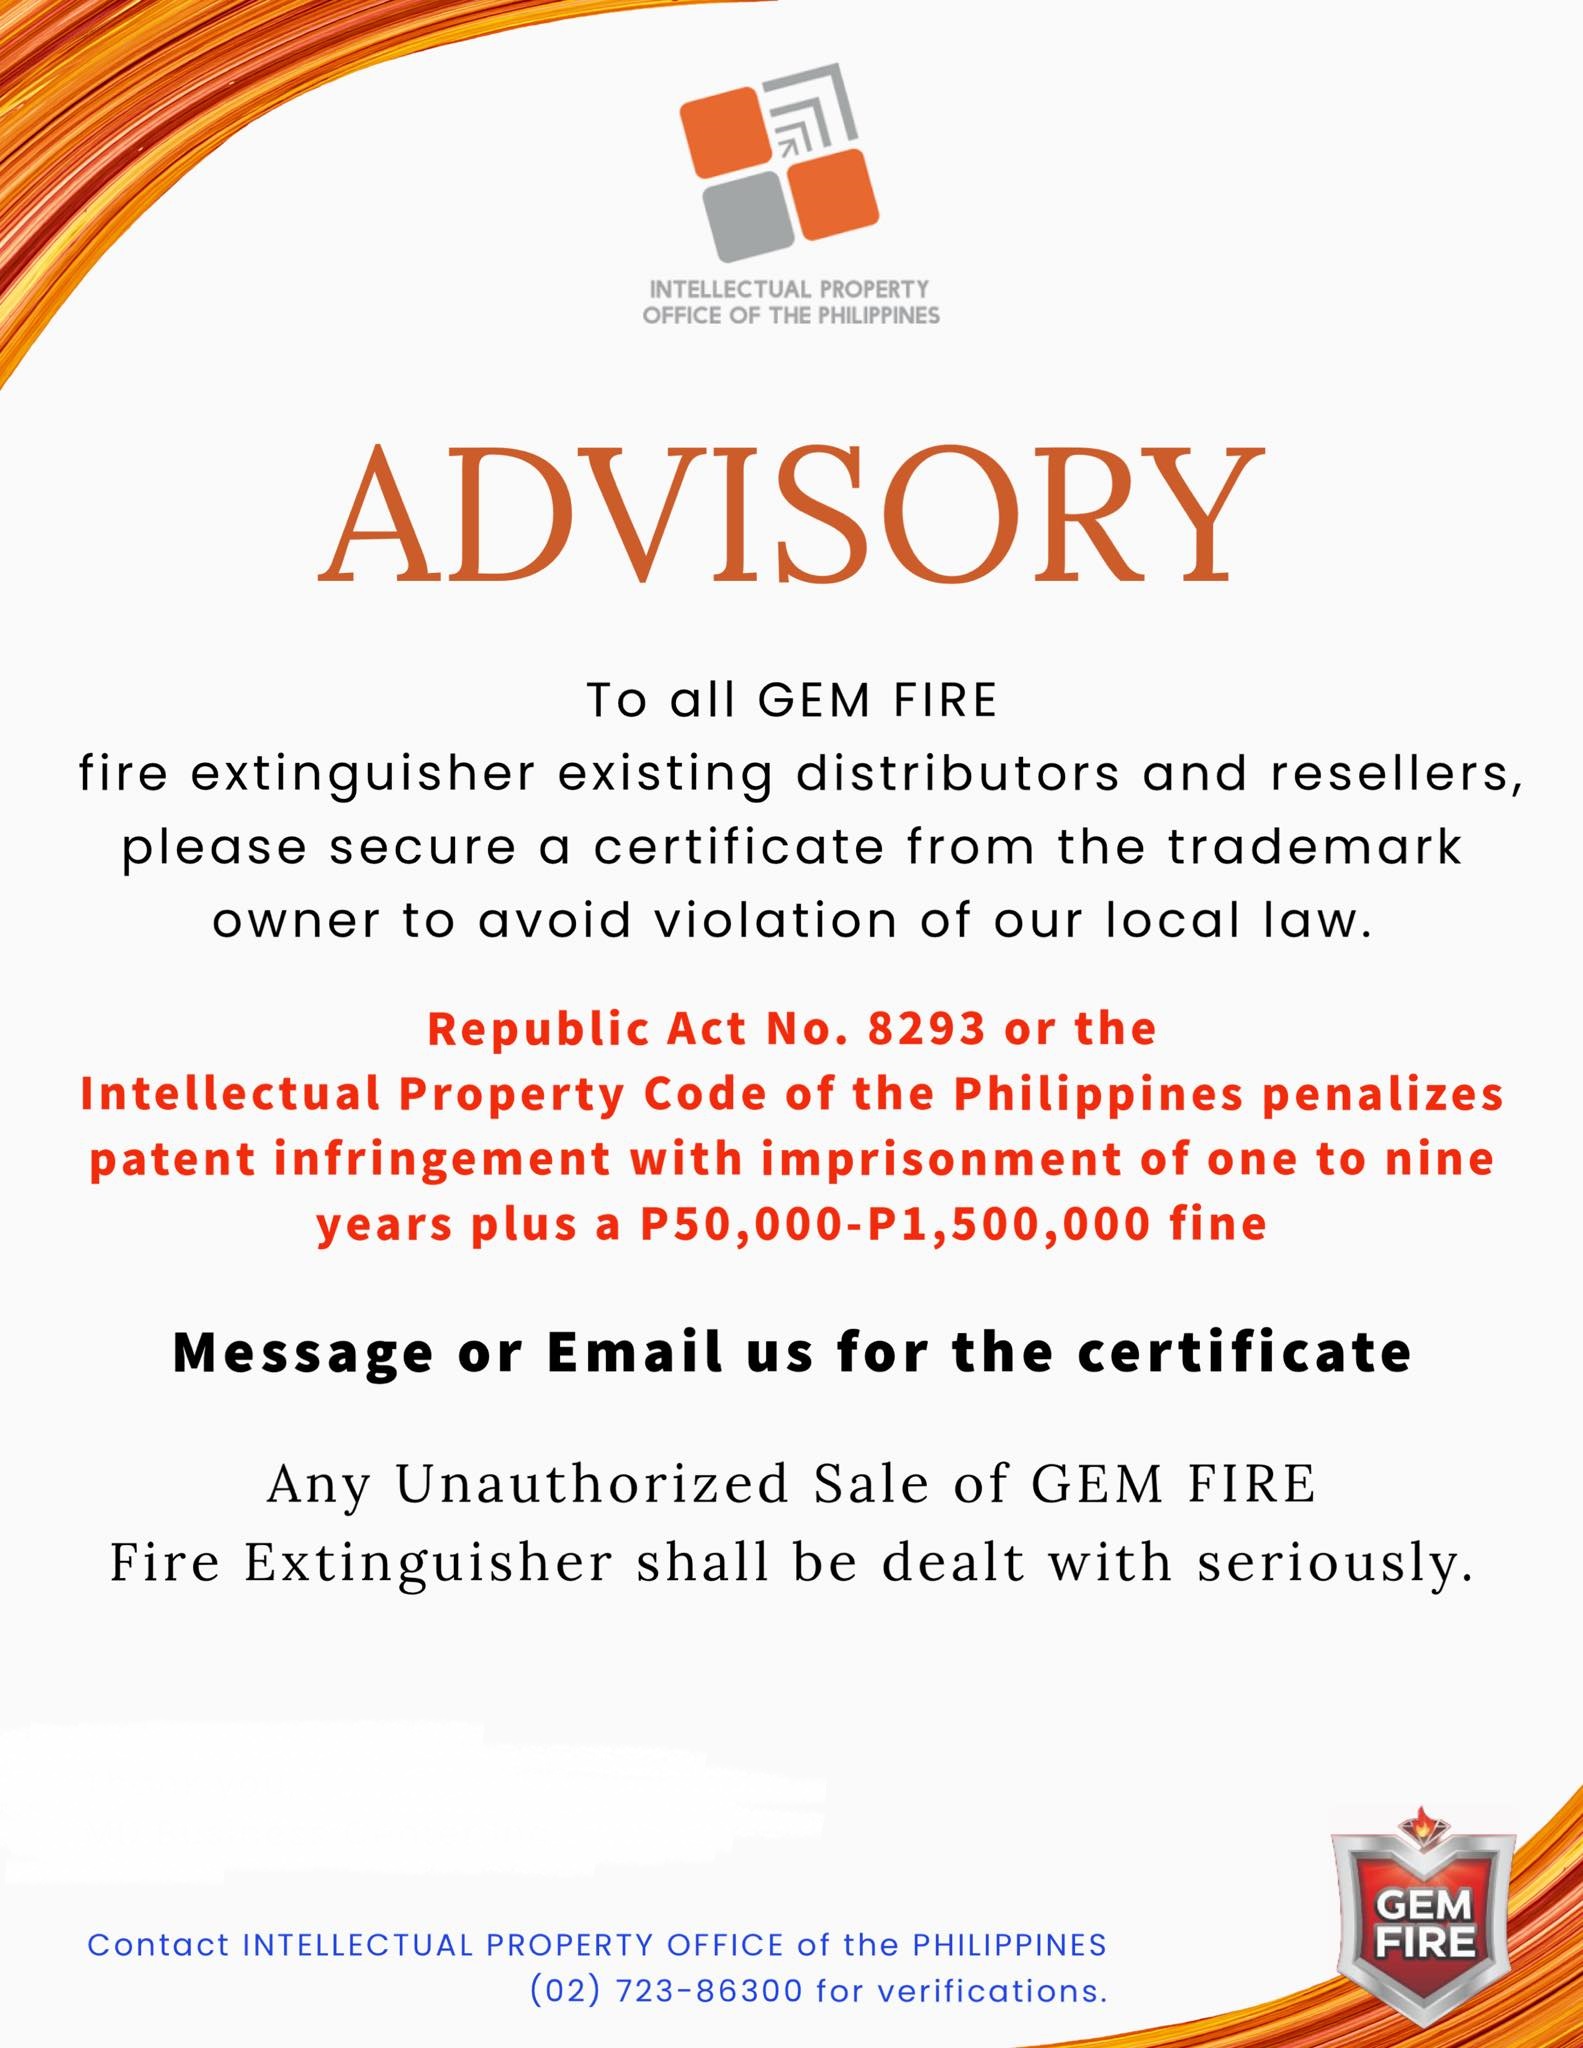 INTELLECTUAL PROPERTY
OFFICE OF THE PHILIPPINES
ADVISORY
To all GEM FIRE
fire extinguisher existing distributors and resellers,
please secure a certificate from the trademark
owner to avoid violation of our local law.
Republic Act No. 8293 or the
Intellectual Property Code of the Philippines penalizes
patent infringement with imprisonment of one to nine
years plus a P50,000-P1,500,000 fine
Message or Email us for the certificate
Any Unauthorized Sale of GEM FIRE
Fire Extinguisher shall be dealt with seriously.
Contact INTELLECTUAL PROPERTY OFFICE of the PHILIPPINES
(02) 723-86300 for verifications.
GEM
FIRE